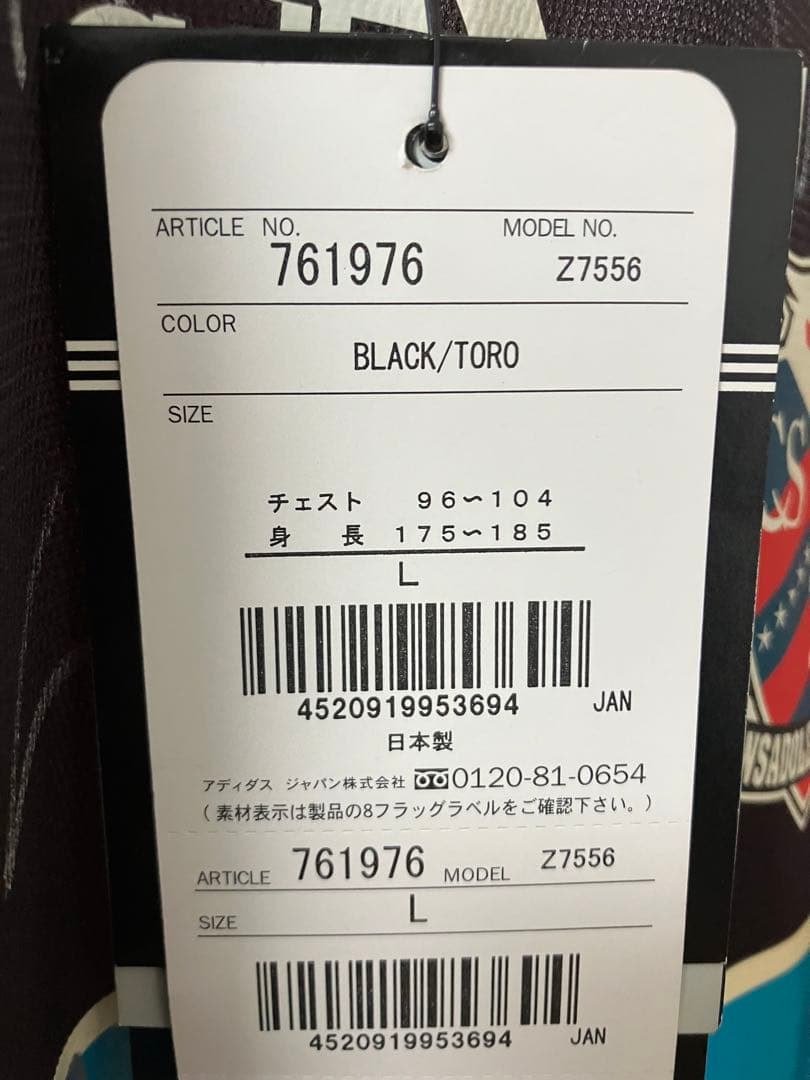 ARTICLE NO. MODEL NO.
761976 Z7556
COLOR
BLACK/TORO
SIZE
チェスト 96〜104
身 長 175〜185
L
4520919953694 JAN
日本製
アディダス ジャパン株式会社 0120-81-0654
(素材表示は製品の8フラッグラベルをご確認下さい。)
ARTICLE 761976 MODEL Z7556
SIZE L
4520919953694 JAN